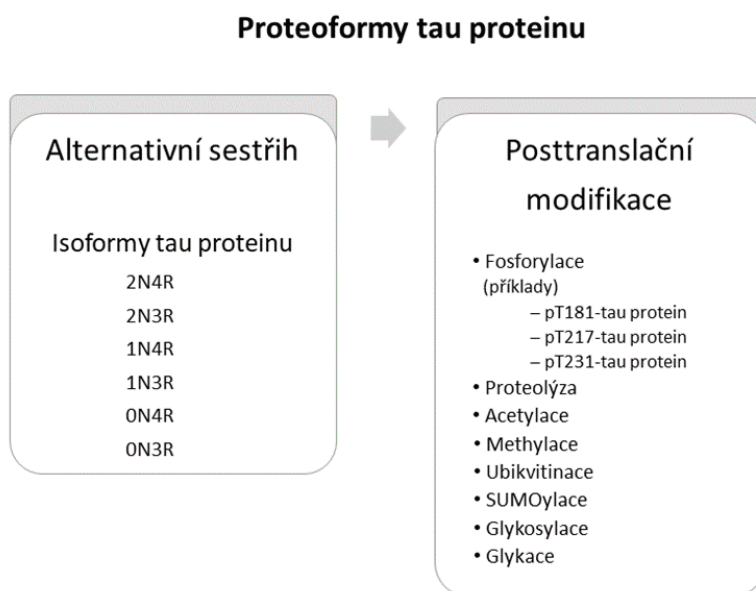 Proteoformy tau proteinu
Alternativní sestřih
Isoformy tau proteinu
2N4R
2N3R
1N4R
1N3R
0N4R
0N3R
Posttranslační
modifikace
• Fosforylace
(příklady)
– pT181-tau protein
– pT217-tau protein
– pT231-tau protein
• Proteolýza
• Acetylace
• Methylace
• Ubikvitinace
• SUMOylace
• Glykosylace
• Glykace